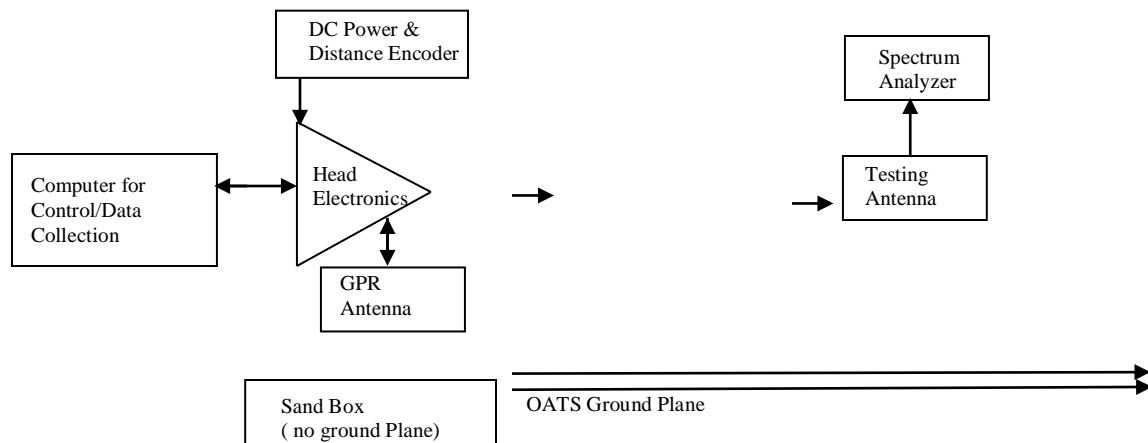 DC Power &
Distance Encoder
Spectrum
Analyzer
Computer for
Control/Data
Collection
Head
Electronics
Testing
Antenna
GPR
Antenna
Sand Box
( no ground Plane)
OATS Ground Plane